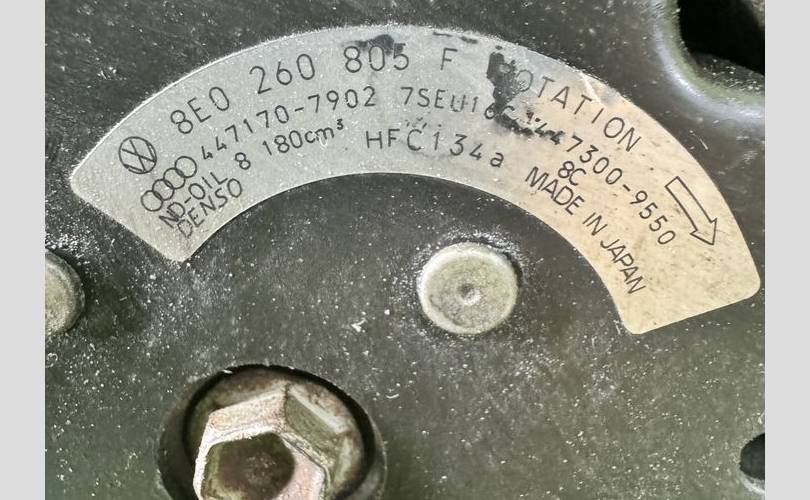 8E0 260 805 F ROTATION
447170-7902 7SEU16C 447300-9550
ND-OIL 8 180cm³ HFC134a 8C
DENSO MADE IN JAPAN